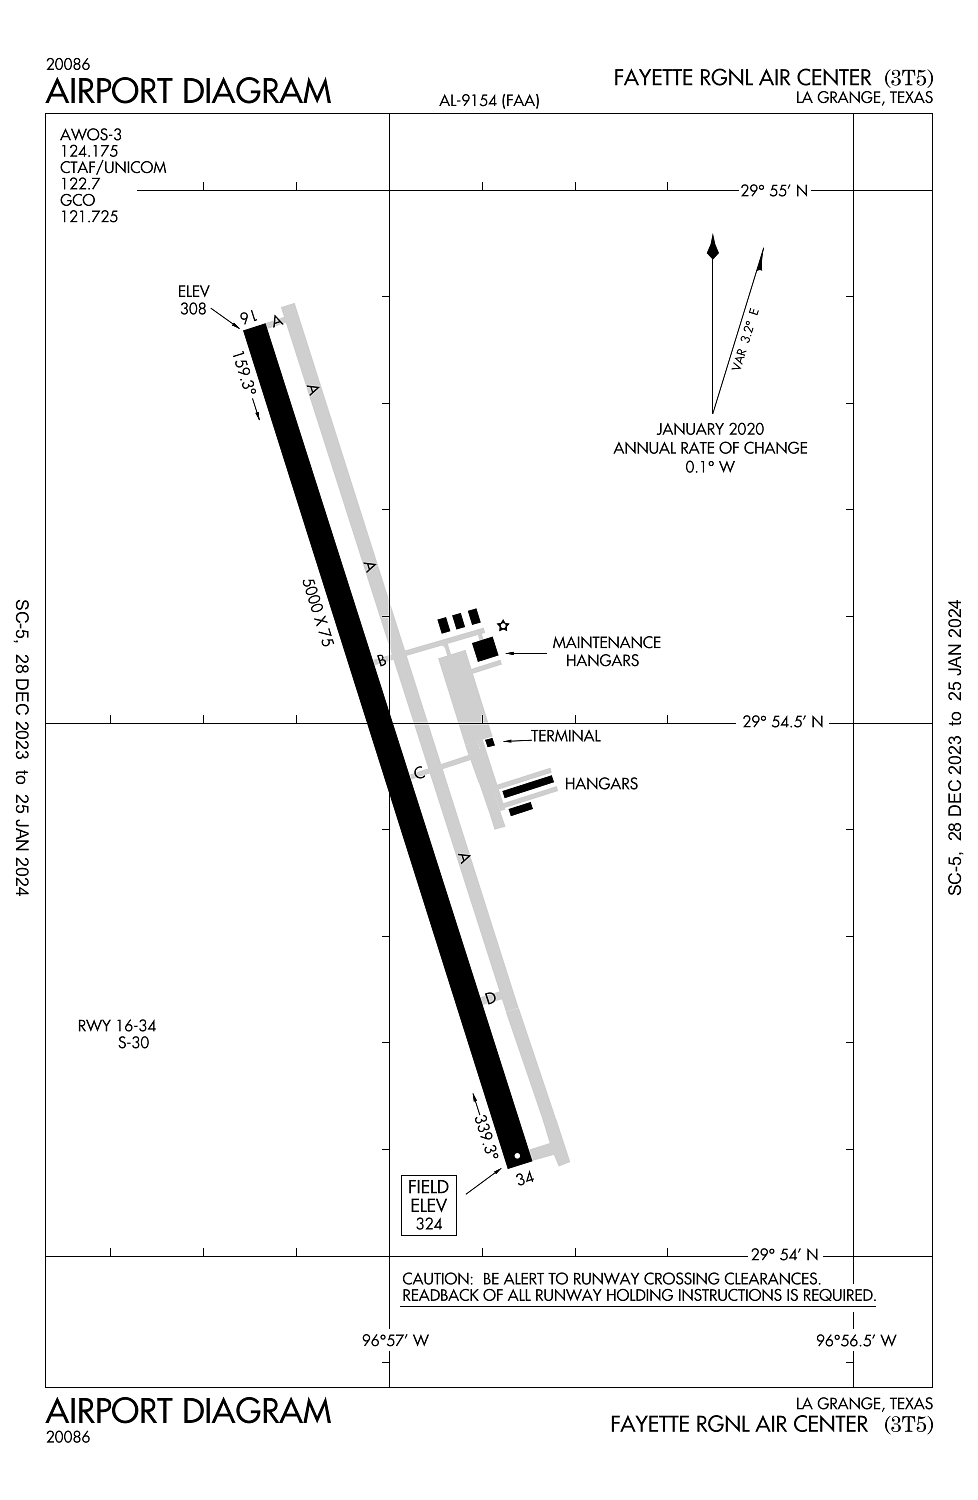 20086
AIRPORT DIAGRAM
AL-9154 (FAA)
FAYETTE RGNL AIR CENTER (3T5)
LA GRANGE, TEXAS
AWOS-3
124.175
CTAF/UNICOM
122.7
GCO
121.725
29° 55' N
VAR 3.2° E
JANUARY 2020
ANNUAL RATE OF CHANGE
0.1° W
ELEV
308
16
A
159.3°
A
A
5000 X 75
B
MAINTENANCE
HANGARS
29° 54.5' N
TERMINAL
C
HANGARS
A
D
RWY 16-34
S-30
339.3°
34
FIELD
ELEV
324
29° 54' N
CAUTION: BE ALERT TO RUNWAY CROSSING CLEARANCES.
READBACK OF ALL RUNWAY HOLDING INSTRUCTIONS IS REQUIRED.
96°57' W
96°56.5' W
SC-5, 28 DEC 2023 to 25 JAN 2024
SC-5, 28 DEC 2023 to 25 JAN 2024
AIRPORT DIAGRAM
20086
LA GRANGE, TEXAS
FAYETTE RGNL AIR CENTER (3T5)